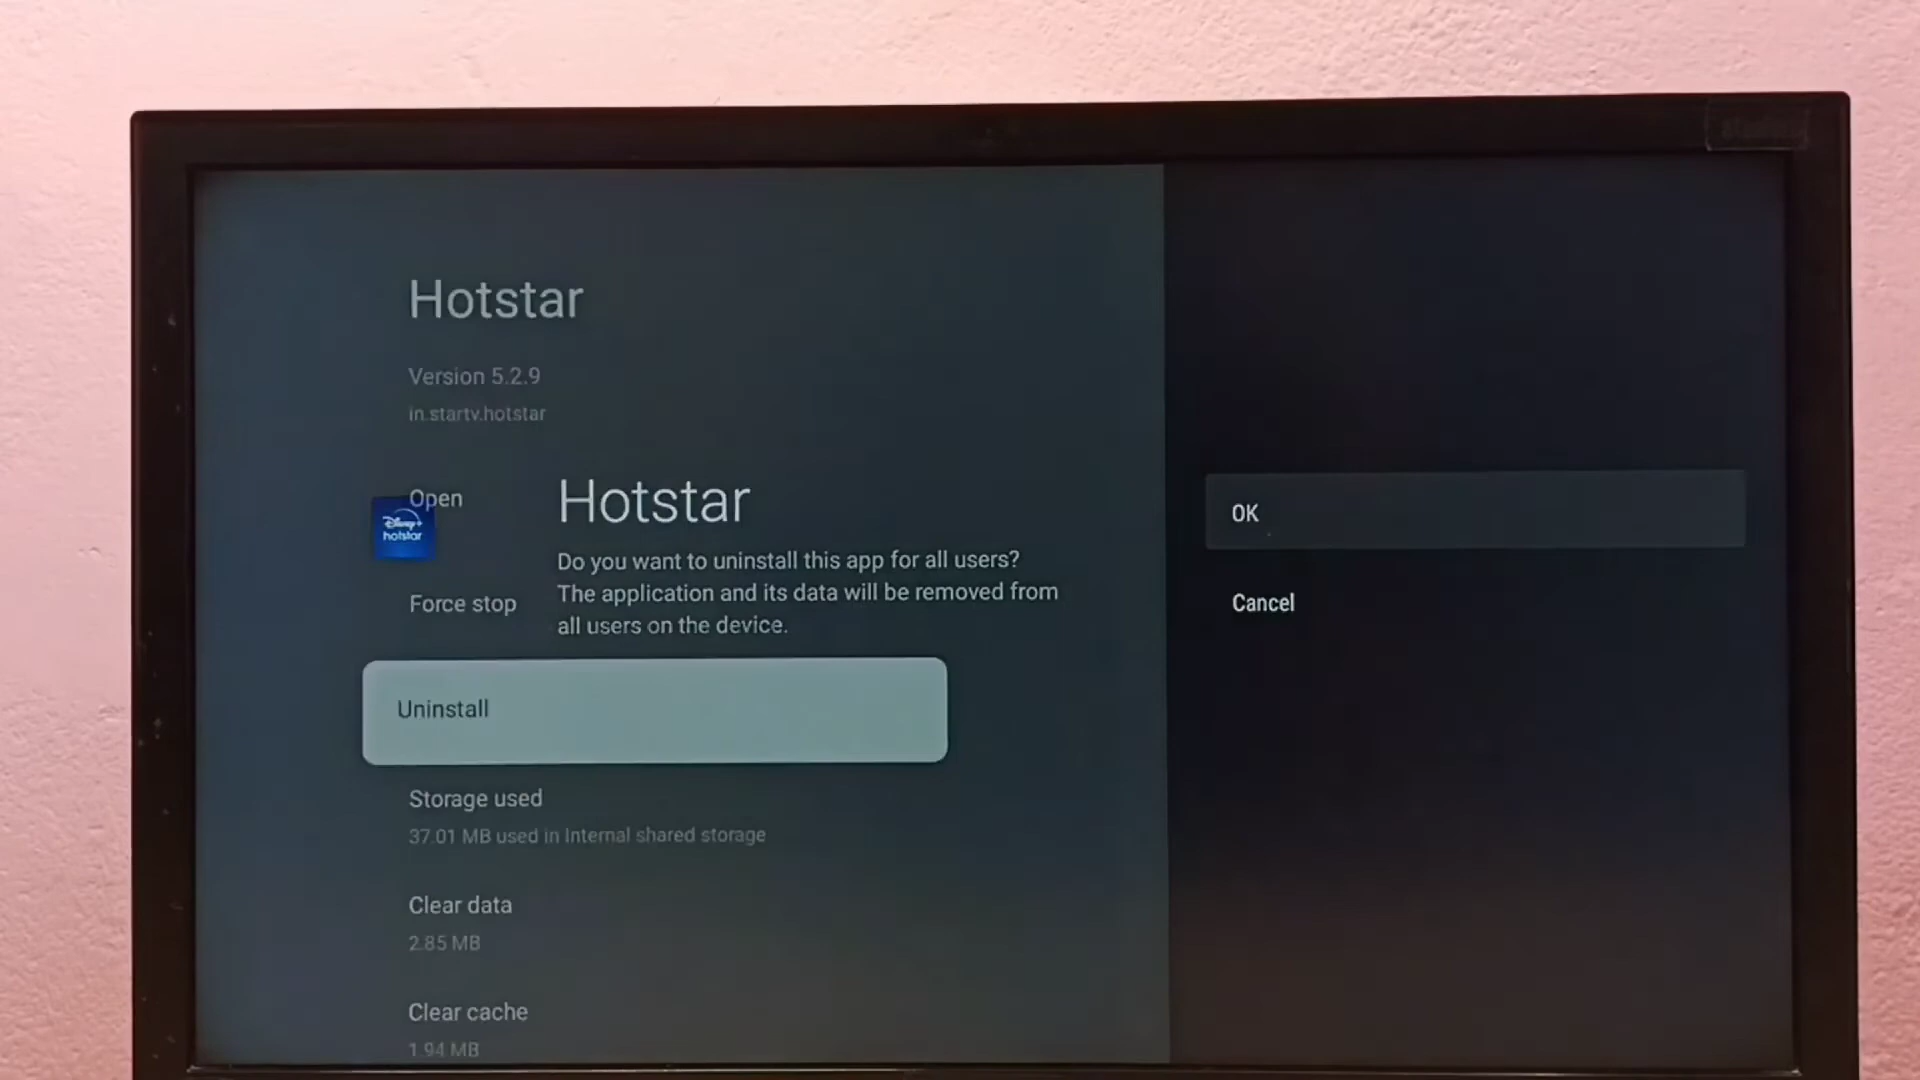 Hotstar
Version 5.2.9
in.startv.hotstar
Open
Disney+
hotstar
Hotstar
Do you want to uninstall this app for all users?
The application and its data will be removed from
all users on the device.
Force stop
Uninstall
Storage used
37.01 MB used in Internal shared storage
Clear data
2.85 MB
Clear cache
1.94 MB
OK
Cancel